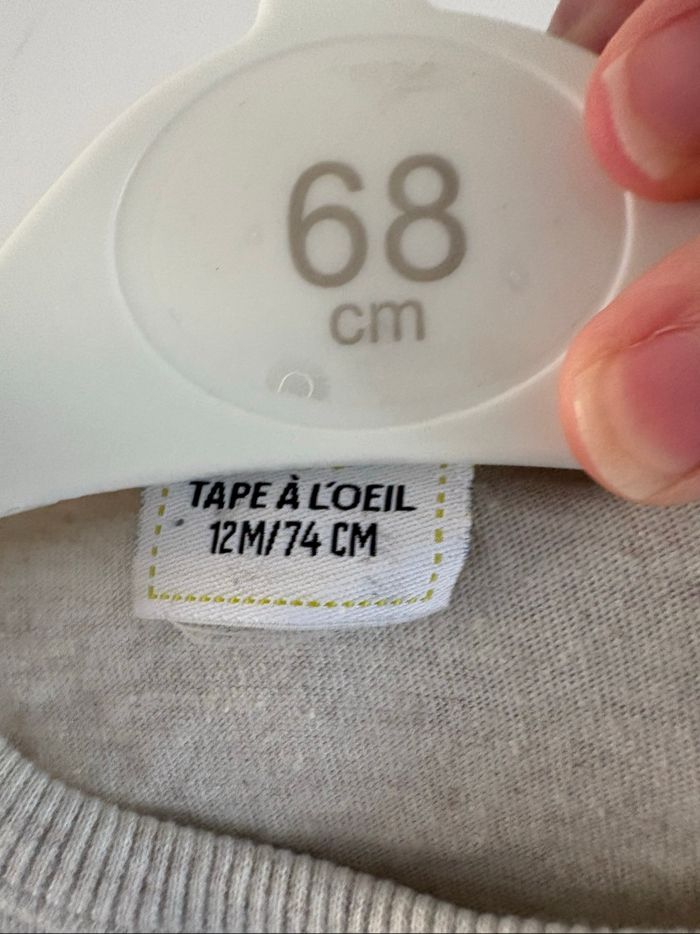 68
cm
TAPE À L'OEIL
12M/74 CM